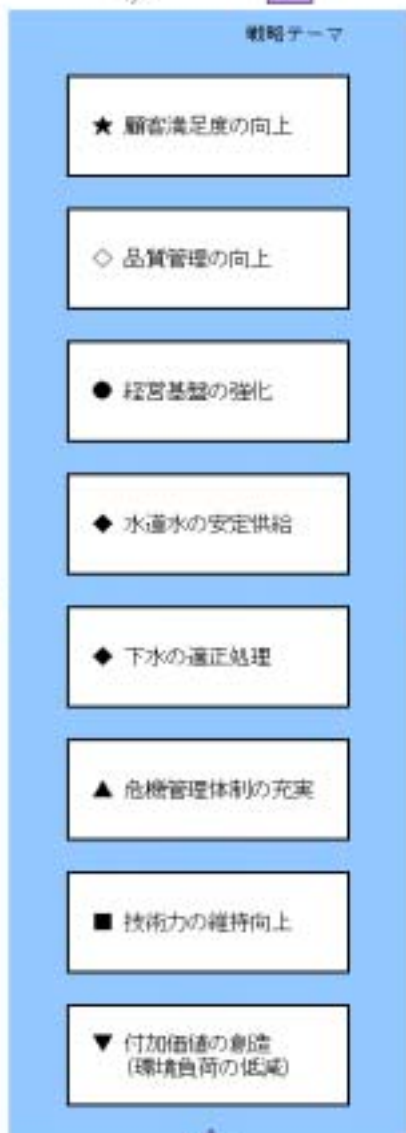 戦略テーマ
★ 顧客満足度の向上
◇ 品質管理の向上
● 経営基盤の強化
◆ 水道水の安定供給
◆ 下水の適正処理
▲ 危機管理体制の充実
■ 技術力の維持向上
▼ 付加価値の創造
(環境負荷の低減)